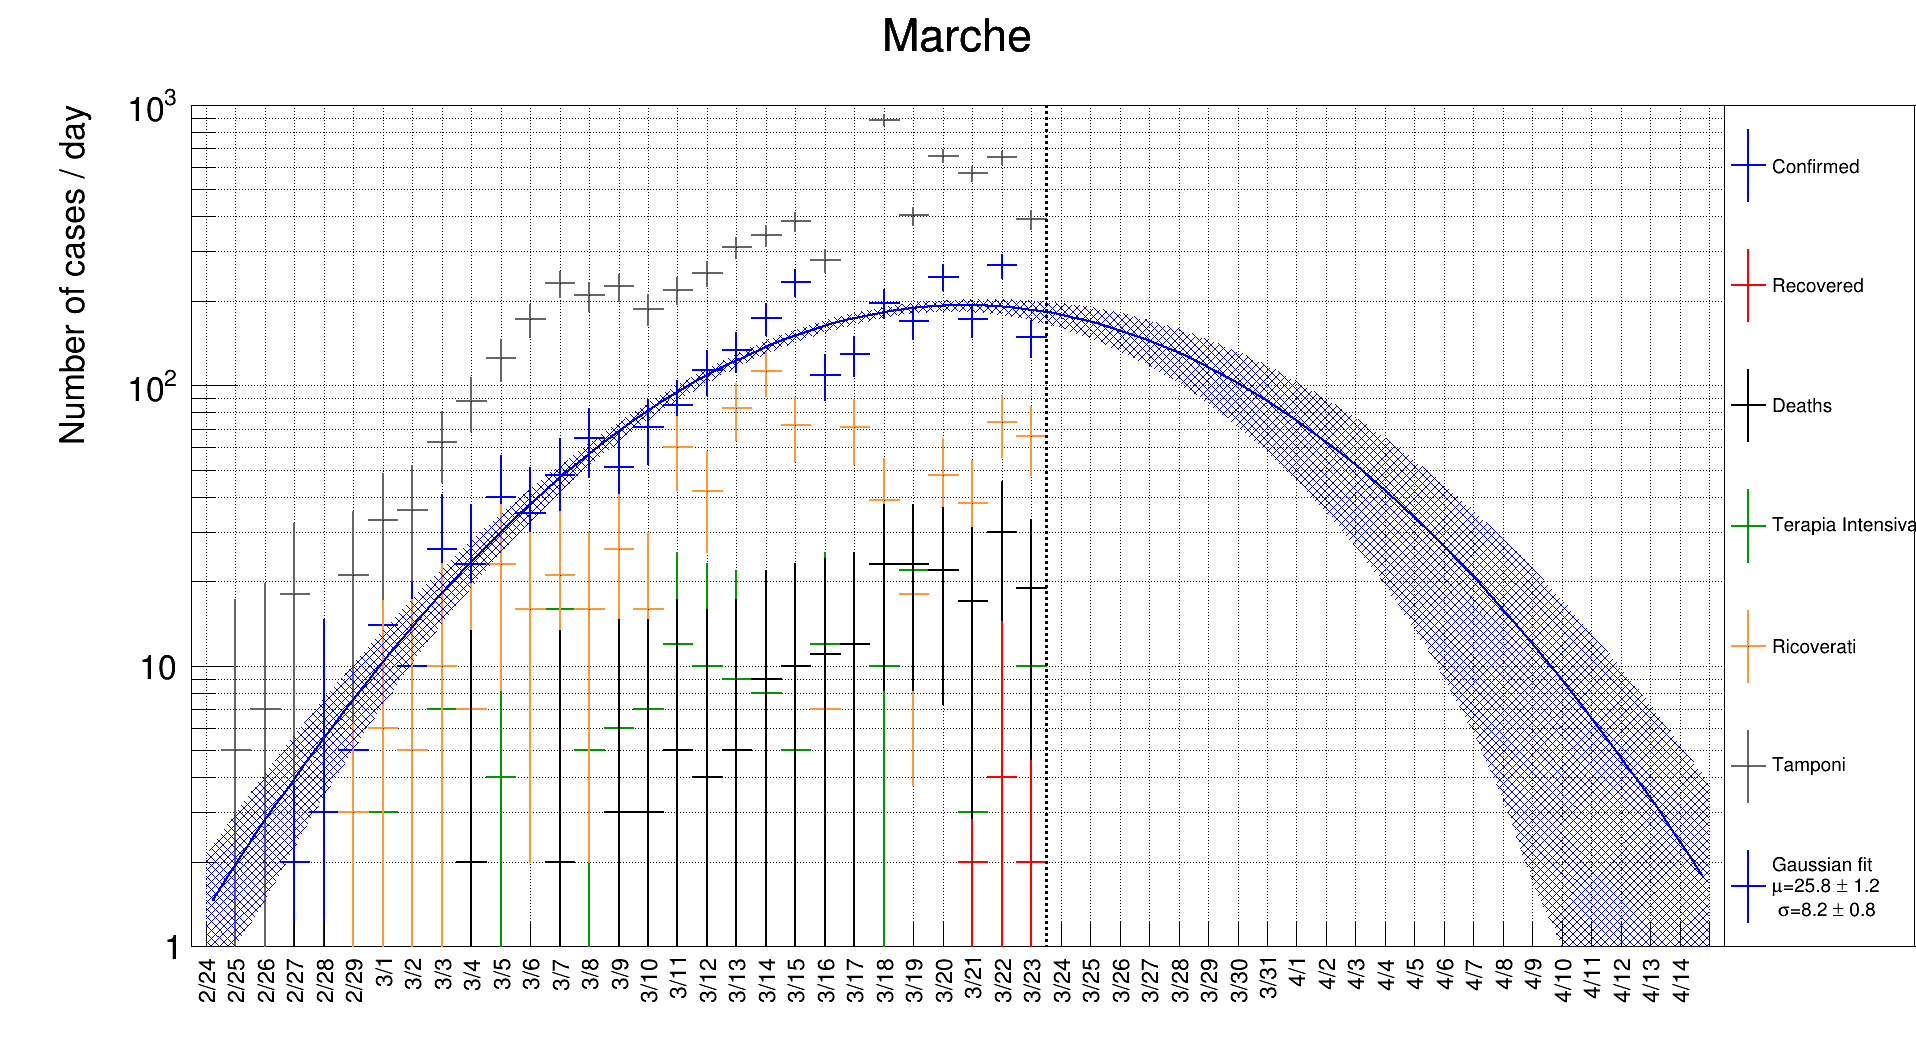 Marche
Number of cases / day
10³
10²
10
1
2/24 2/25 2/26 2/27 2/28 2/29 3/1 3/2 3/3 3/4 3/5 3/6 3/7 3/8 3/9 3/10 3/11 3/12 3/13 3/14 3/15 3/16 3/17 3/18 3/19 3/20 3/21 3/22 3/23 3/24 3/25 3/26 3/27 3/28 3/29 3/30 3/31 4/1 4/2 4/3 4/4 4/5 4/6 4/7 4/8 4/9 4/10 4/11 4/12 4/13 4/14
Confirmed
Recovered
Deaths
Terapia Intensiva
Ricoverati
Tamponi
Gaussian fit
μ=25.8 ± 1.2
σ=8.2 ± 0.8